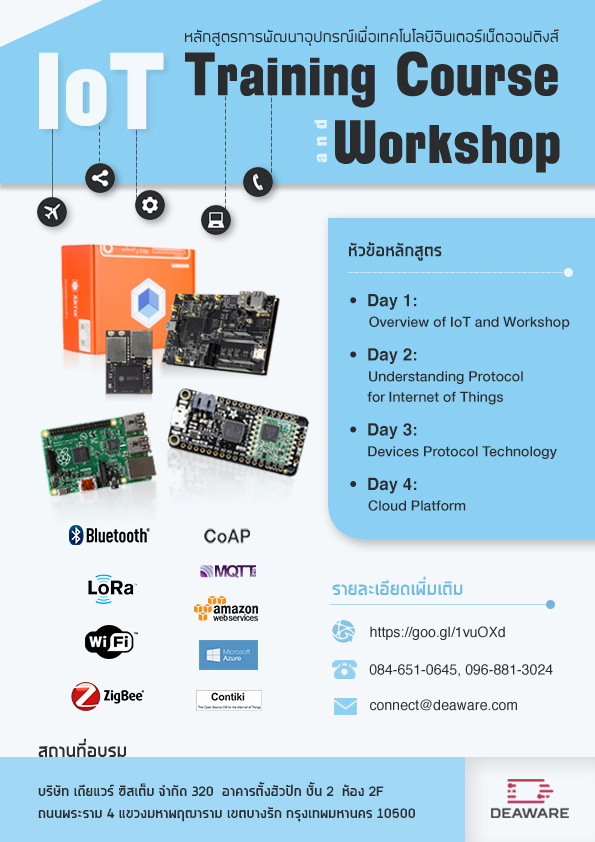 หลักสูตรการพัฒนาอุปกรณ์เพื่อเทคโนโลยีอินเตอร์เน็ตออฟติงส์
IoT Training Course
and Workshop
หัวข้อหลักสูตร
• Day 1:
Overview of IoT and Workshop
• Day 2:
Understanding Protocol
for Internet of Things
• Day 3:
Devices Protocol Technology
• Day 4:
Cloud Platform
Bluetooth®
CoAP
LoRa™
MQTT
WiFi™
amazon
webservices
Microsoft
Azure
ZigBee®
Contiki
The Open Source OS for the Internet of Things
รายละเอียดเพิ่มเติม
https://goo.gl/1vuOXd
084-651-0645, 096-881-3024
connect@deaware.com
สถานที่อบรม
บริษัท เดียแวร์ ซิสเต็ม จำกัด 320 อาคารตั้งฮั่วปัก ชั้น 2 ห้อง 2F
ถนนพระราม 4 แขวงมหาพฤฒาราม เขตบางรัก กรุงเทพมหานคร 10500
DEAWARE